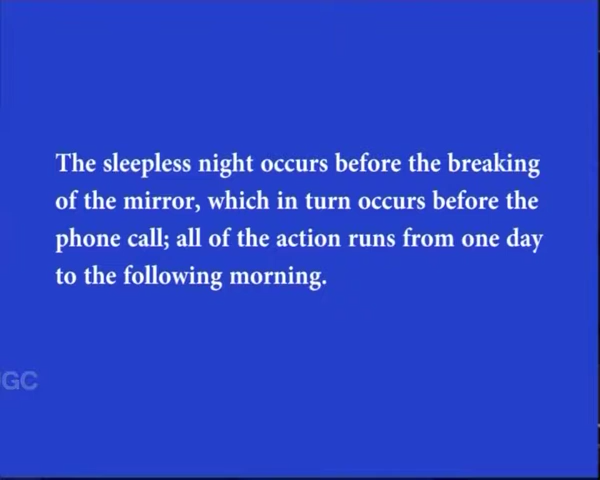 The sleepless night occurs before the breaking
of the mirror, which in turn occurs before the
phone call; all of the action runs from one day
to the following morning.
GC